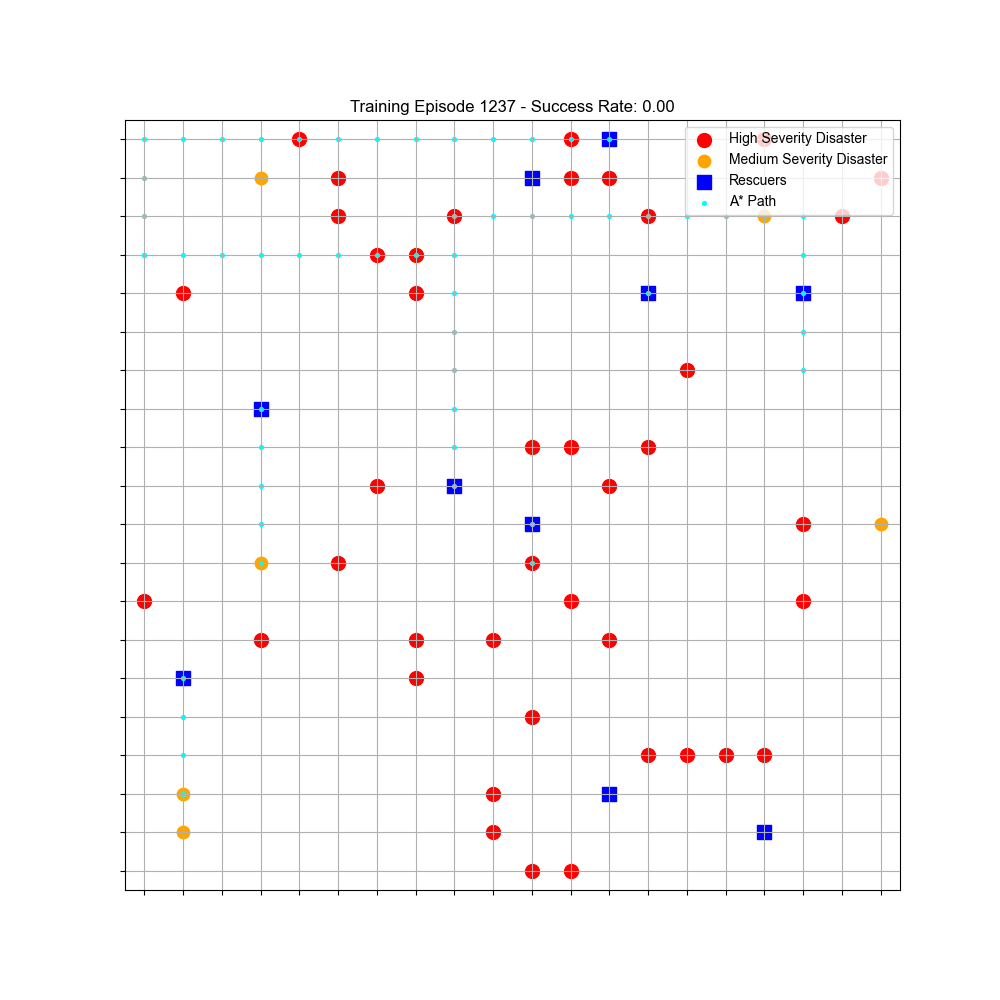 Training Episode 1237 - Success Rate: 0.00
High Severity Disaster
Medium Severity Disaster
Rescuers
A* Path